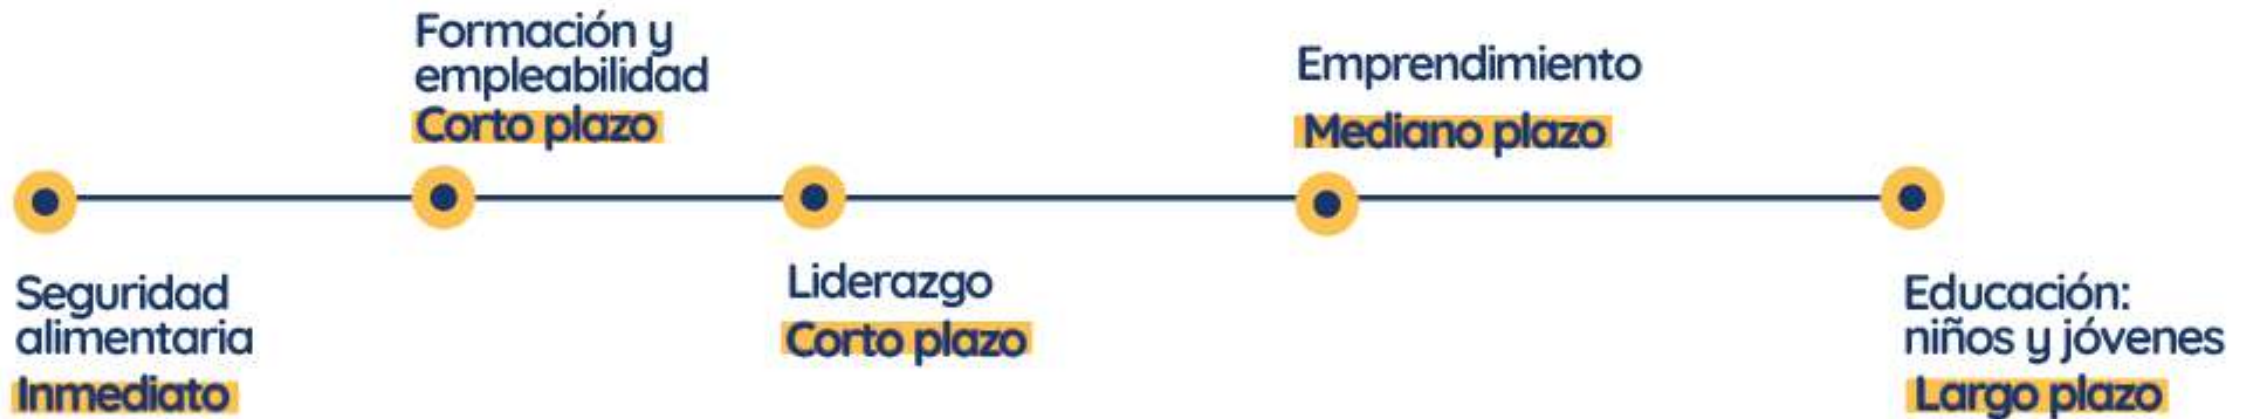 Seguridad
alimentaria
Inmediato
Formación y
empleabilidad
Corto plazo
Liderazgo
Corto plazo
Emprendimiento
Mediano plazo
Educación:
niños y jóvenes
Largo plazo